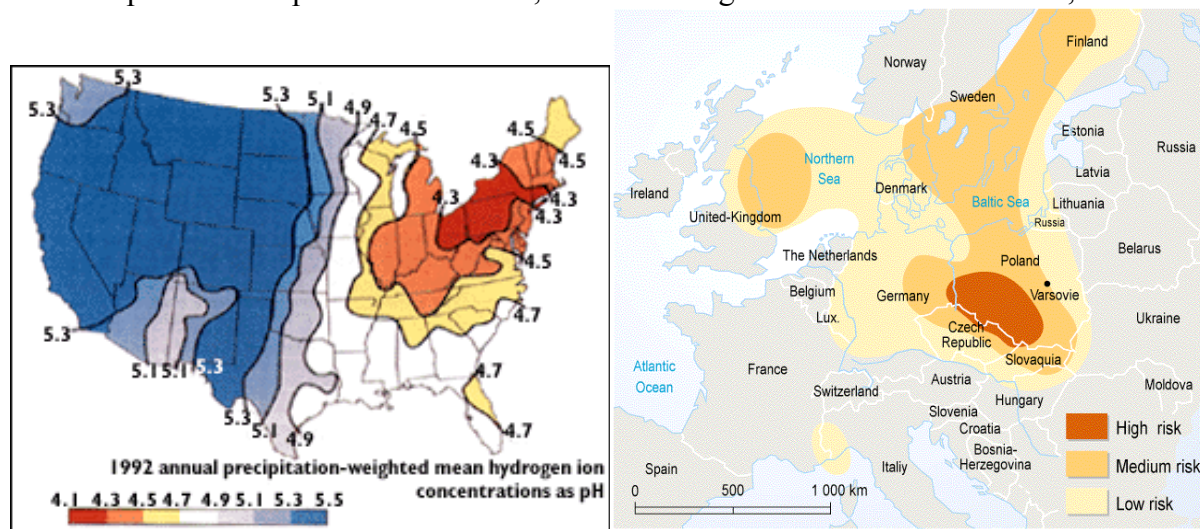 5.3
5.3
5.3
5.1
4.9
4.7
4.5
4.5
4.3
4.5
4.3
4.3
4.3
4.5
4.7
5.3
5.1
5.1
5.3
5.3
5.1
4.9
4.7
4.7
1992 annual precipitation-weighted mean hydrogen ion
concentrations as pH
4.1 4.3 4.5 4.7 4.9 5.1 5.3 5.5
Finland
Norway
Sweden
Estonia
Russia
Northern
Sea
Latvia
Ireland
Denmark
Baltic Sea
Lithuania
United-Kingdom
Russia
Belarus
The Netherlands
Poland
Belgium
Germany
Varsovie
Ukraine
Lux.
Czech
Republic
Slovaquia
Atlantic
Ocean
France
Austria
Moldova
Switzerland
Hungary
Slovenia
Croatia
Bosnia-
Herzegovina
Spain
Italiy
High risk
Medium risk
Low risk
0 500 1 000 km